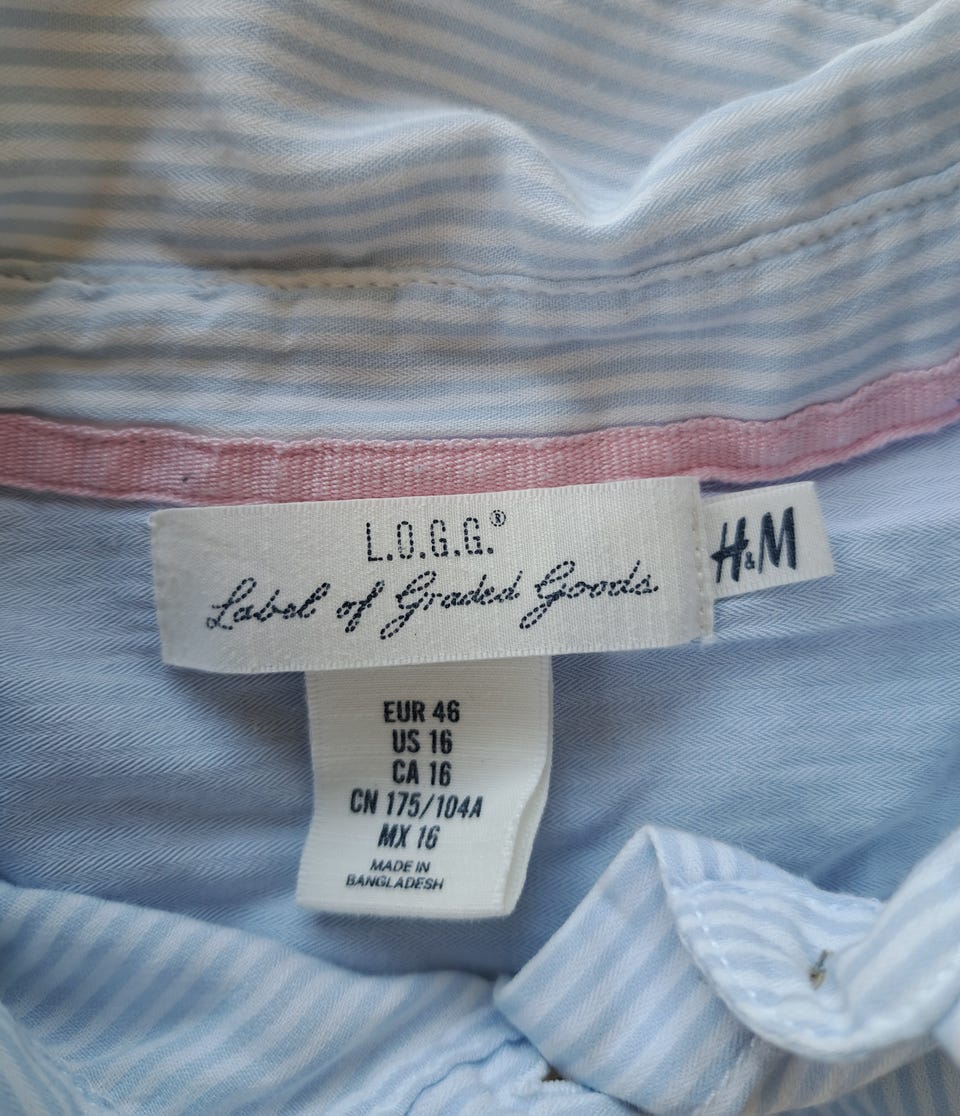 L.O.G.G.®
Label of Graded Goods
H&M
EUR 46
US 16
CA 16
CN 175/104A
MX 16
MADE IN
BANGLADESH